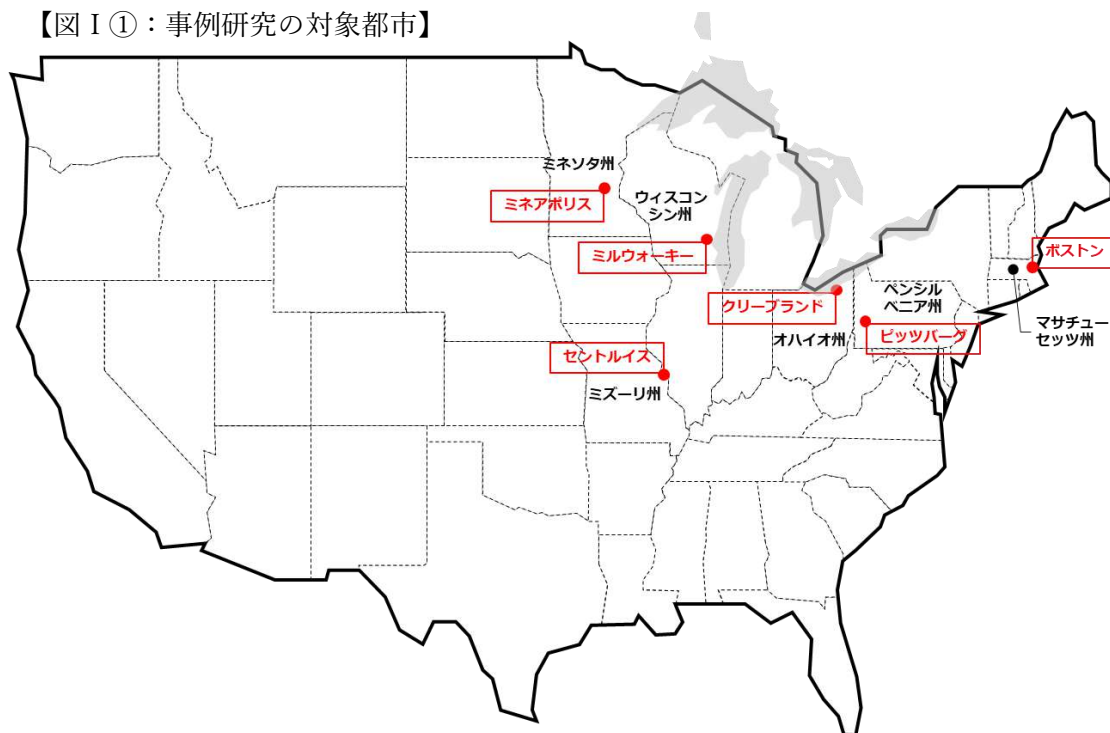 【図Ⅰ①：事例研究の対象都市】
ミネソタ州
ミネアポリス
ウィスコン
シン州
ミルウォーキー
ボストン
クリーブランド
ペンシル
ベニア州
オハイオ州
ピッツバーグ
マサチュー
セッツ州
セントルイス
ミズーリ州